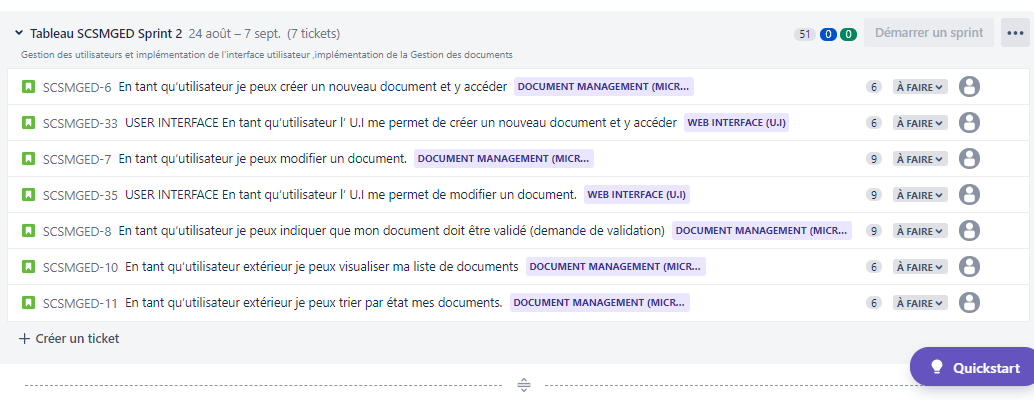 Tableau SCSMGED Sprint 2 24 août – 7 sept. (7 tickets) 51 0 0 Démarrer un sprint
Gestion des utilisateurs et implémentation de l'interface utilisateur ,implémentation de la Gestion des documents
SCSMGED-6 En tant qu'utilisateur je peux créer un nouveau document et y accéder DOCUMENT MANAGEMENT (MICR... 6 À FAIRE
SCSMGED-33 USER INTERFACE En tant qu'utilisateur l' U.I me permet de créer un nouveau document et y accéder WEB INTERFACE (U.I) 6 À FAIRE
SCSMGED-7 En tant qu'utilisateur je peux modifier un document. DOCUMENT MANAGEMENT (MICR... 9 À FAIRE
SCSMGED-35 USER INTERFACE En tant qu'utilisateur l' U.I me permet de modifier un document. WEB INTERFACE (U.I) 9 À FAIRE
SCSMGED-8 En tant qu'utilisateur je peux indiquer que mon document doit être validé (demande de validation) DOCUMENT MANAGEMENT (MICR... 9 À FAIRE
SCSMGED-10 En tant qu'utilisateur extérieur je peux visualiser ma liste de documents DOCUMENT MANAGEMENT (MICR... 6 À FAIRE
SCSMGED-11 En tant qu'utilisateur extérieur je peux trier par état mes documents. DOCUMENT MANAGEMENT (MICR... 6 À FAIRE
+ Créer un ticket
Quickstart